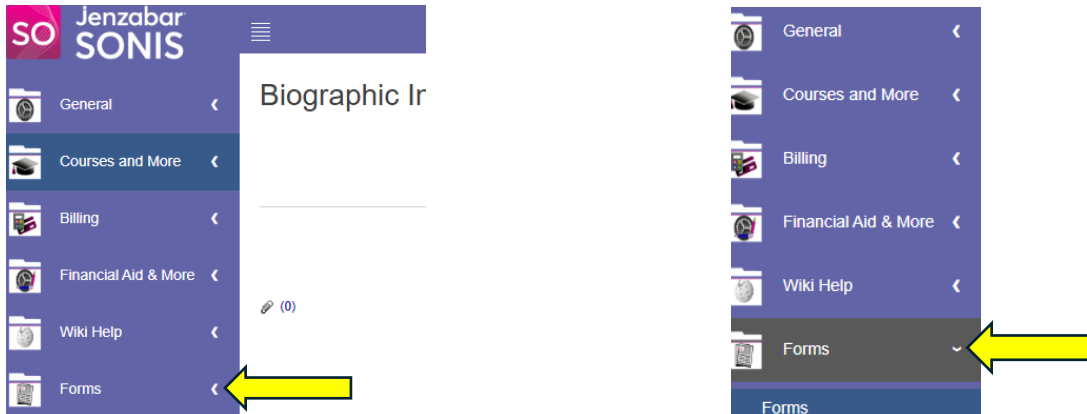 SO Jenzabar
SONIS
General
Courses and More
Billing
Financial Aid & More
Wiki Help
Forms
Biographic In
(0)
General
Courses and More
Billing
Financial Aid & More
Wiki Help
Forms
Forms